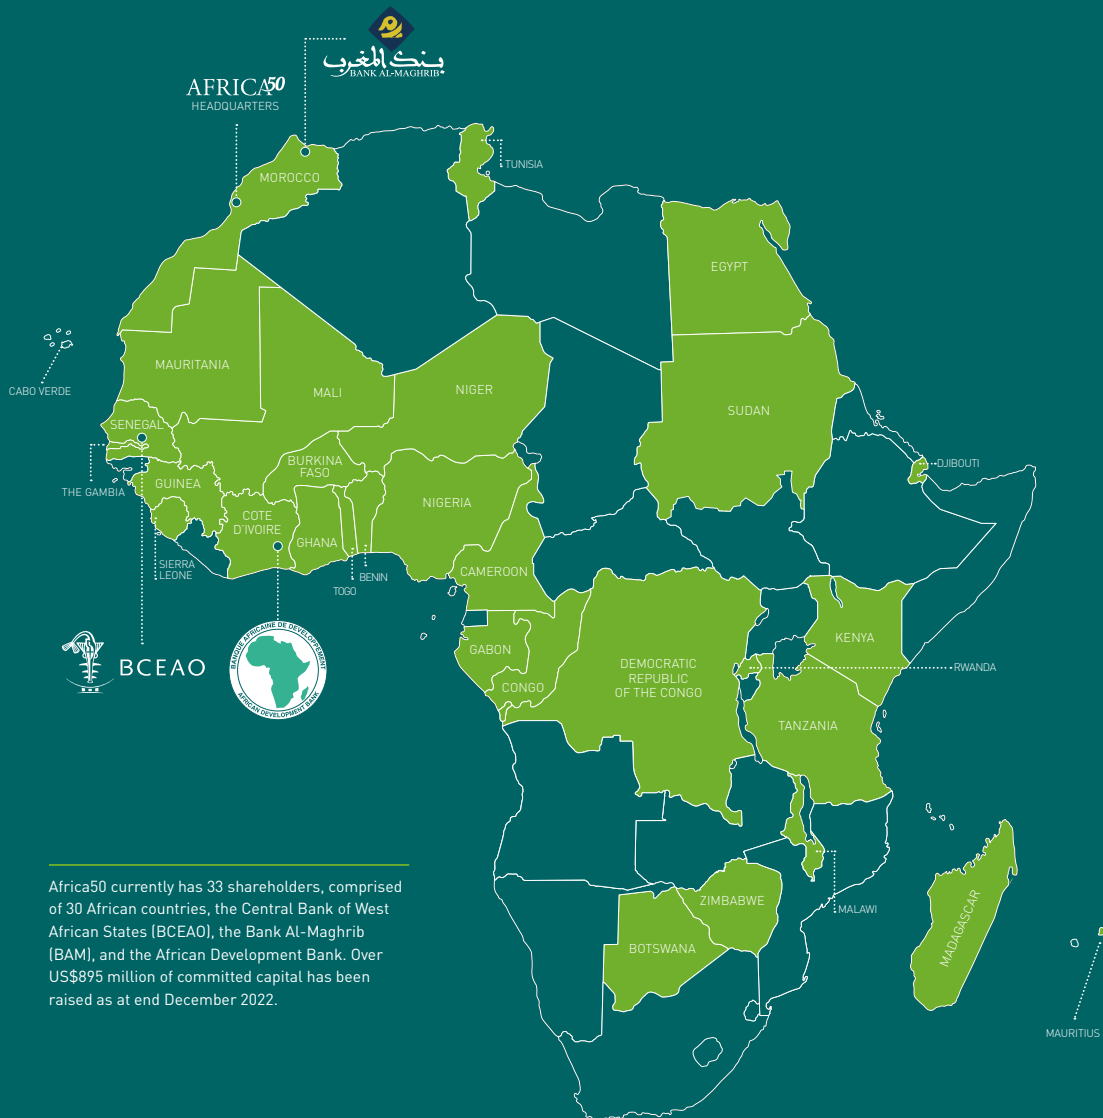 بنك المغرب
BANK AL-MAGHRIB
AFRICA50
HEADQUARTERS
TUNISIA
MOROCCO
EGYPT
MAURITANIA
CABO VERDE
MALI
NIGER
SUDAN
SENEGAL
DJIBOUTI
BURKINA
FASO
THE GAMBIA
GUINEA
NIGERIA
COTE
D'IVOIRE
GHANA
SIERRA
LEONE
BENIN
TOGO
CAMEROON
KENYA
GABON
RWANDA
DEMOCRATIC
REPUBLIC
OF THE CONGO
CONGO
BCEAO
BANQUE AFRICAINE DE DEVELOPPEMENT
AFRICAN DEVELOPMENT BANK
TANZANIA
Africa50 currently has 33 shareholders, comprised
of 30 African countries, the Central Bank of West
African States (BCEAO), the Bank Al-Maghrib
(BAM), and the African Development Bank. Over
US$895 million of committed capital has been
raised as at end December 2022.
ZIMBABWE
MALAWI
MADAGASCAR
BOTSWANA
MAURITIUS